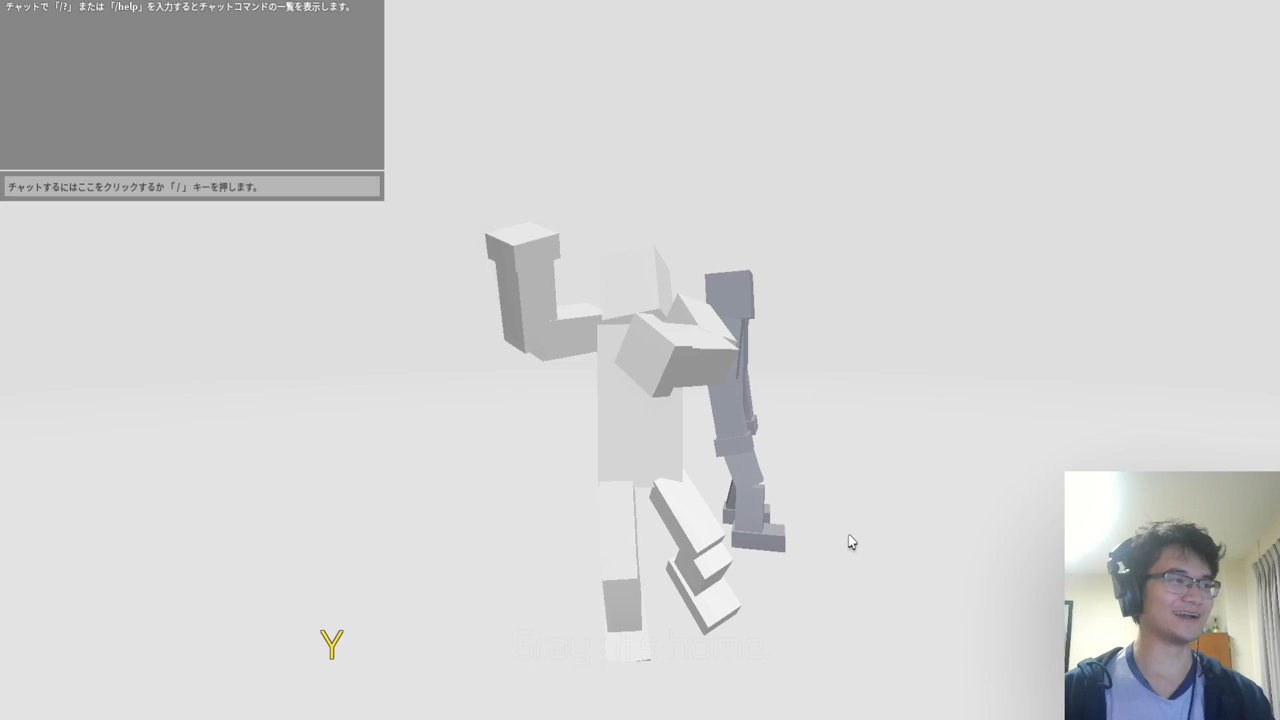 チャットで 「/?」 または 「/help」を入力するとチャットコマンドの一覧を表示します。
チャットするにはここをクリックするか 「/」 キーを押します。
Y
home